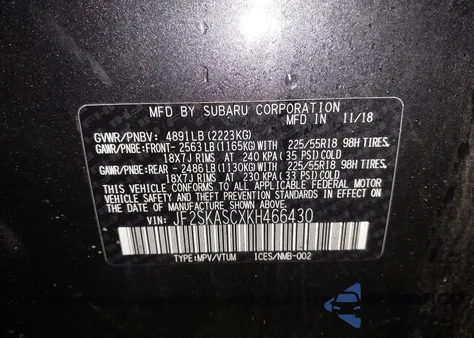 MFD BY SUBARU CORPORATION
GVWR/PNBV: 4891LB (2223KG) MFD IN 11/18
GAWR/PNBE:FRONT- 2563LB (1165KG)WITH 225/55R18 98H TIRES,
18X7J RIMS AT 240 KPA (35 PSI) COLD
GAWR/PNBE:REAR - 2486LB (1130KG)WITH 225/55R18 98H TIRES,
18X7J RIMS AT 230 KPA (33 PSI) COLD
THIS VEHICLE CONFORMS TO ALL APPLICABLE FEDERAL MOTOR
VEHICLE SAFETY AND THEFT PREVENTION STANDARDS
IN EFFECT ON THE DATE OF MANUFACTURE SHOWN ABOVE.
VIN: JF2SKASCXKH466430
TYPE:MPV/VTUM ICES/NMB-002